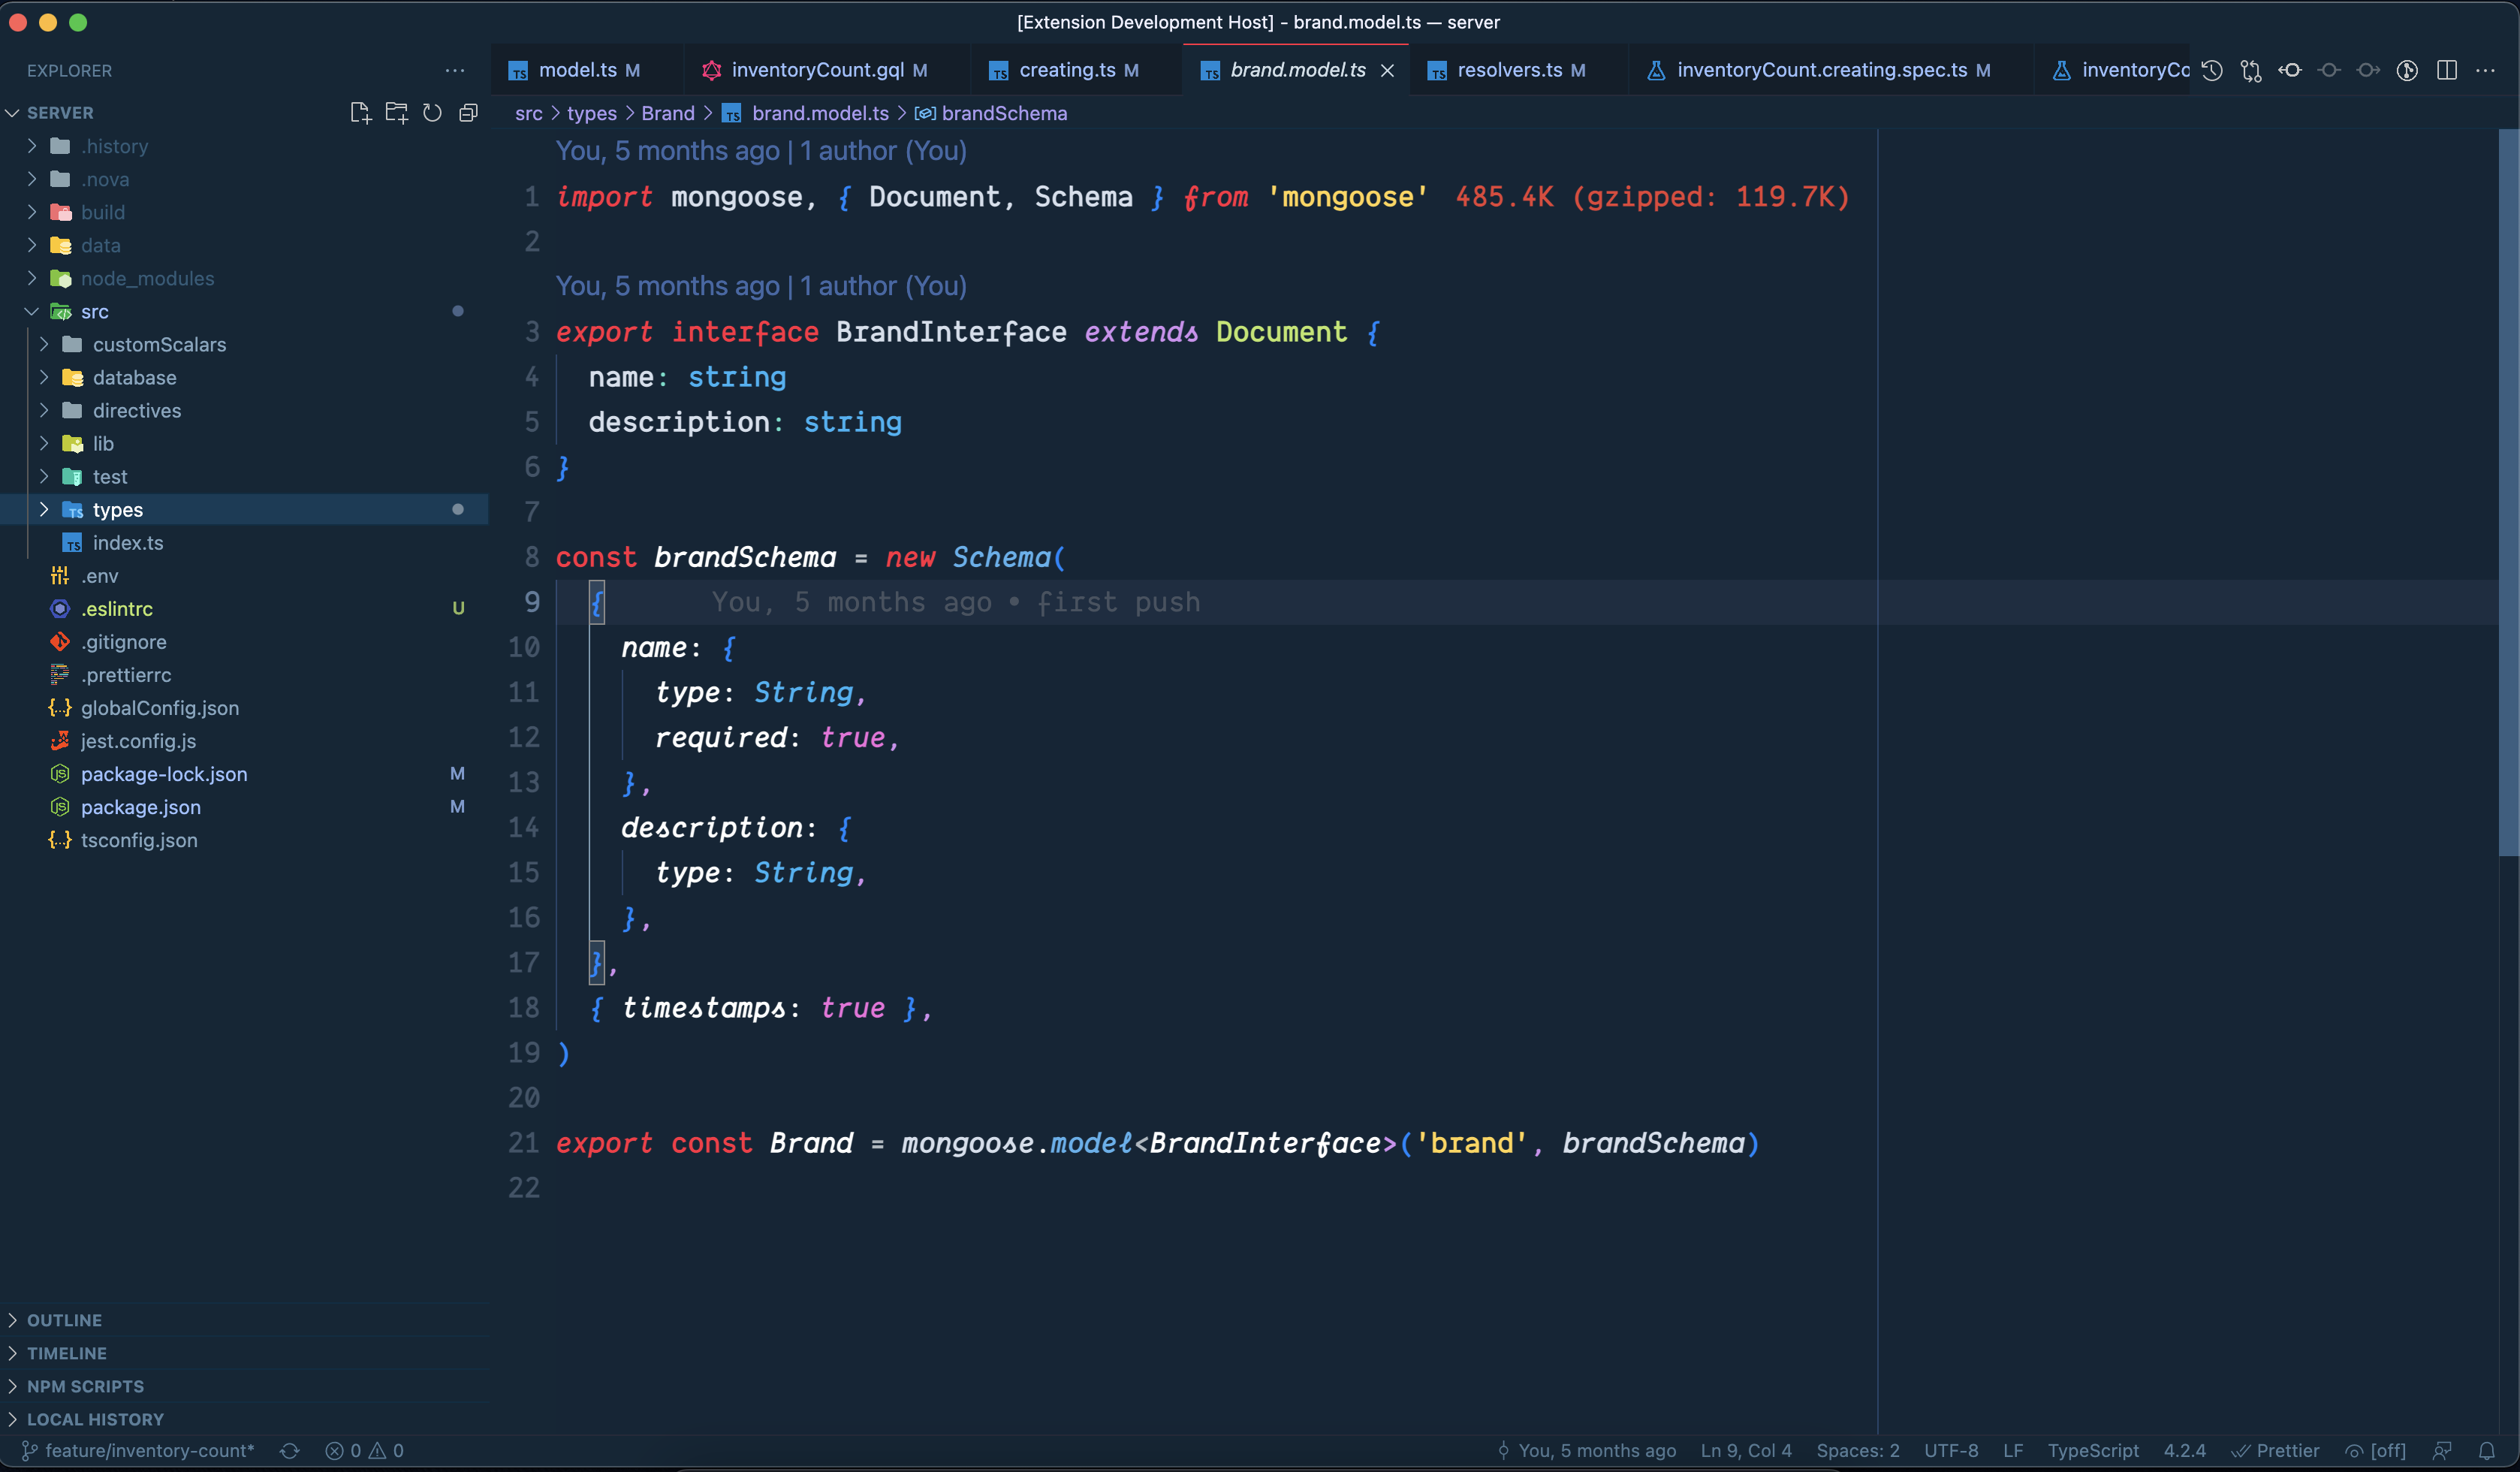 [Extension Development Host] - brand.model.ts — server
EXPLORER
SERVER
.history
.nova
build
data
node_modules
src
customScalars
database
directives
lib
test
types
index.ts
.env
.eslintrc U
.gitignore
.prettierrc
globalConfig.json
jest.config.js
package-lock.json M
package.json M
tsconfig.json
OUTLINE
TIMELINE
NPM SCRIPTS
LOCAL HISTORY
model.ts M inventoryCount.gql M creating.ts M brand.model.ts resolvers.ts M inventoryCount.creating.spec.ts M inventoryCo
src > types > Brand > TS brand.model.ts > brandSchema
You, 5 months ago | 1 author (You)
1 import mongoose, { Document, Schema } from 'mongoose' 485.4K (gzipped: 119.7K)
2
You, 5 months ago | 1 author (You)
3 export interface BrandInterface extends Document {
4 name: string
5 description: string
6 }
7
8 const brandSchema = new Schema(
9 { You, 5 months ago • first push
10 name: {
11 type: String,
12 required: true,
13 },
14 description: {
15 type: String,
16 },
17 },
18 { timestamps: true },
19 )
20
21 export const Brand = mongoose.model<BrandInterface>('brand', brandSchema)
22
feature/inventory-count* 0 0 You, 5 months ago Ln 9, Col 4 Spaces: 2 UTF-8 LF TypeScript 4.2.4 Prettier [off]